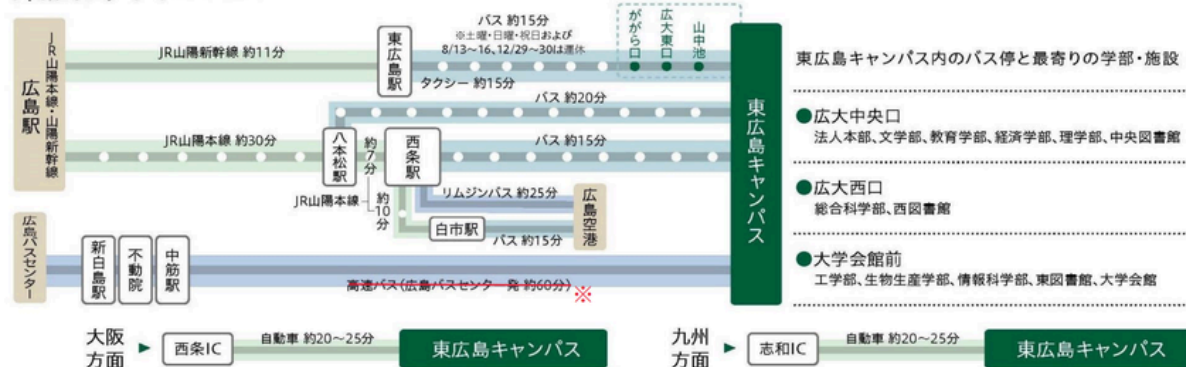 広島駅
JR山陽本線・山陽新幹線
JR山陽新幹線 約11分
東広島駅
バス 約15分
※土曜・日曜・祝日および
8/13〜16、12/29〜30は運休
タクシー 約15分
ががら口
広大東口
山中池
JR山陽本線 約30分
八本松駅
バス 約20分
約7分
西条駅
バス 約15分
JR山陽本線
約10分
リムジンバス 約25分
白市駅
バス 約15分
広島空港
広島バスセンター
新白島駅
不動院
中筋駅
高速バス(広島バスセンター発 約60分)
※
東広島キャンパス
東広島キャンパス内のバス停と最寄りの学部・施設
●広大中央口
法人本部、文学部、教育学部、経済学部、理学部、中央図書館
●広大西口
総合科学部、西図書館
●大学会館前
工学部、生物生産学部、情報科学部、東図書館、大学会館
大阪
方面
西条IC
自動車 約20〜25分
東広島キャンパス
九州
方面
志和IC
自動車 約20〜25分
東広島キャンパス